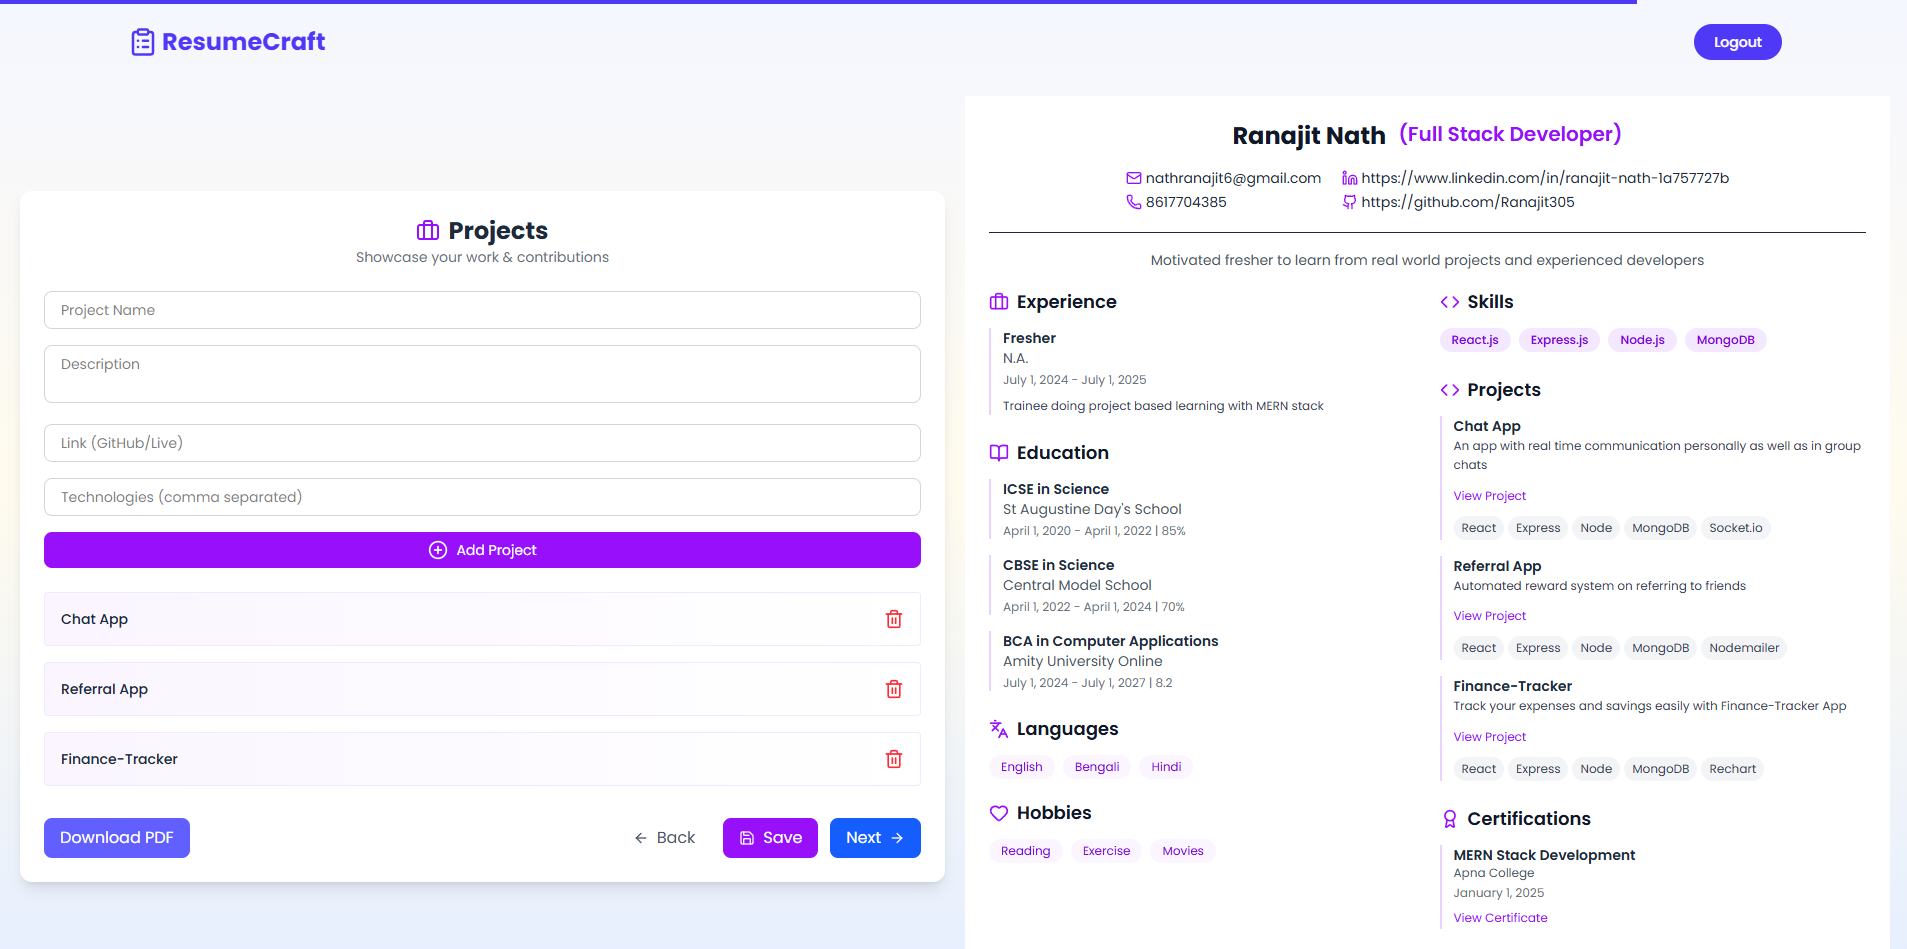 ResumeCraft
Logout
Projects
Showcase your work & contributions
Project Name
Description
Link (GitHub/Live)
Technologies (comma separated)
Add Project
Chat App
Referral App
Finance-Tracker
Download PDF
Back
Save
Next
Ranajit Nath (Full Stack Developer)
nathranajit6@gmail.com
https://www.linkedin.com/in/ranajit-nath-1a757727b
8617704385
https://github.com/Ranajit305
Motivated fresher to learn from real world projects and experienced developers
Experience
Fresher
N.A.
July 1, 2024 - July 1, 2025
Trainee doing project based learning with MERN stack
Education
ICSE in Science
St Augustine Day's School
April 1, 2020 - April 1, 2022 | 85%
CBSE in Science
Central Model School
April 1, 2022 - April 1, 2024 | 70%
BCA in Computer Applications
Amity University Online
July 1, 2024 - July 1, 2027 | 8.2
Languages
English Bengali Hindi
Hobbies
Reading Exercise Movies
Skills
React.js Express.js Node.js MongoDB
Projects
Chat App
An app with real time communication personally as well as in group
chats
View Project
React Express Node MongoDB Socket.io
Referral App
Automated reward system on referring to friends
View Project
React Express Node MongoDB Nodemailer
Finance-Tracker
Track your expenses and savings easily with Finance-Tracker App
View Project
React Express Node MongoDB Rechart
Certifications
MERN Stack Development
Apna College
January 1, 2025
View Certificate